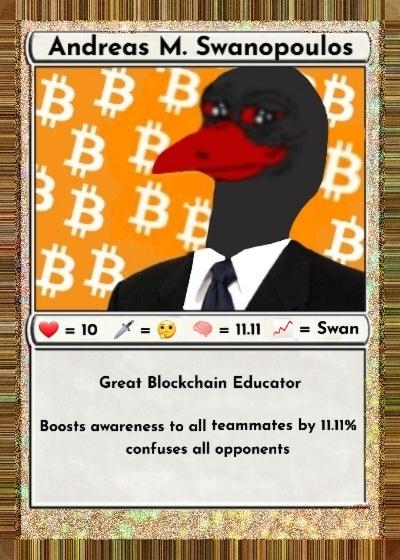 Andreas M. Swanopoulos
❤️ = 10 🗡️ = 🤔 🧠 = 11.11 📈 = Swan
Great Blockchain Educator
Boosts awareness to all teammates by 11.11%
confuses all opponents